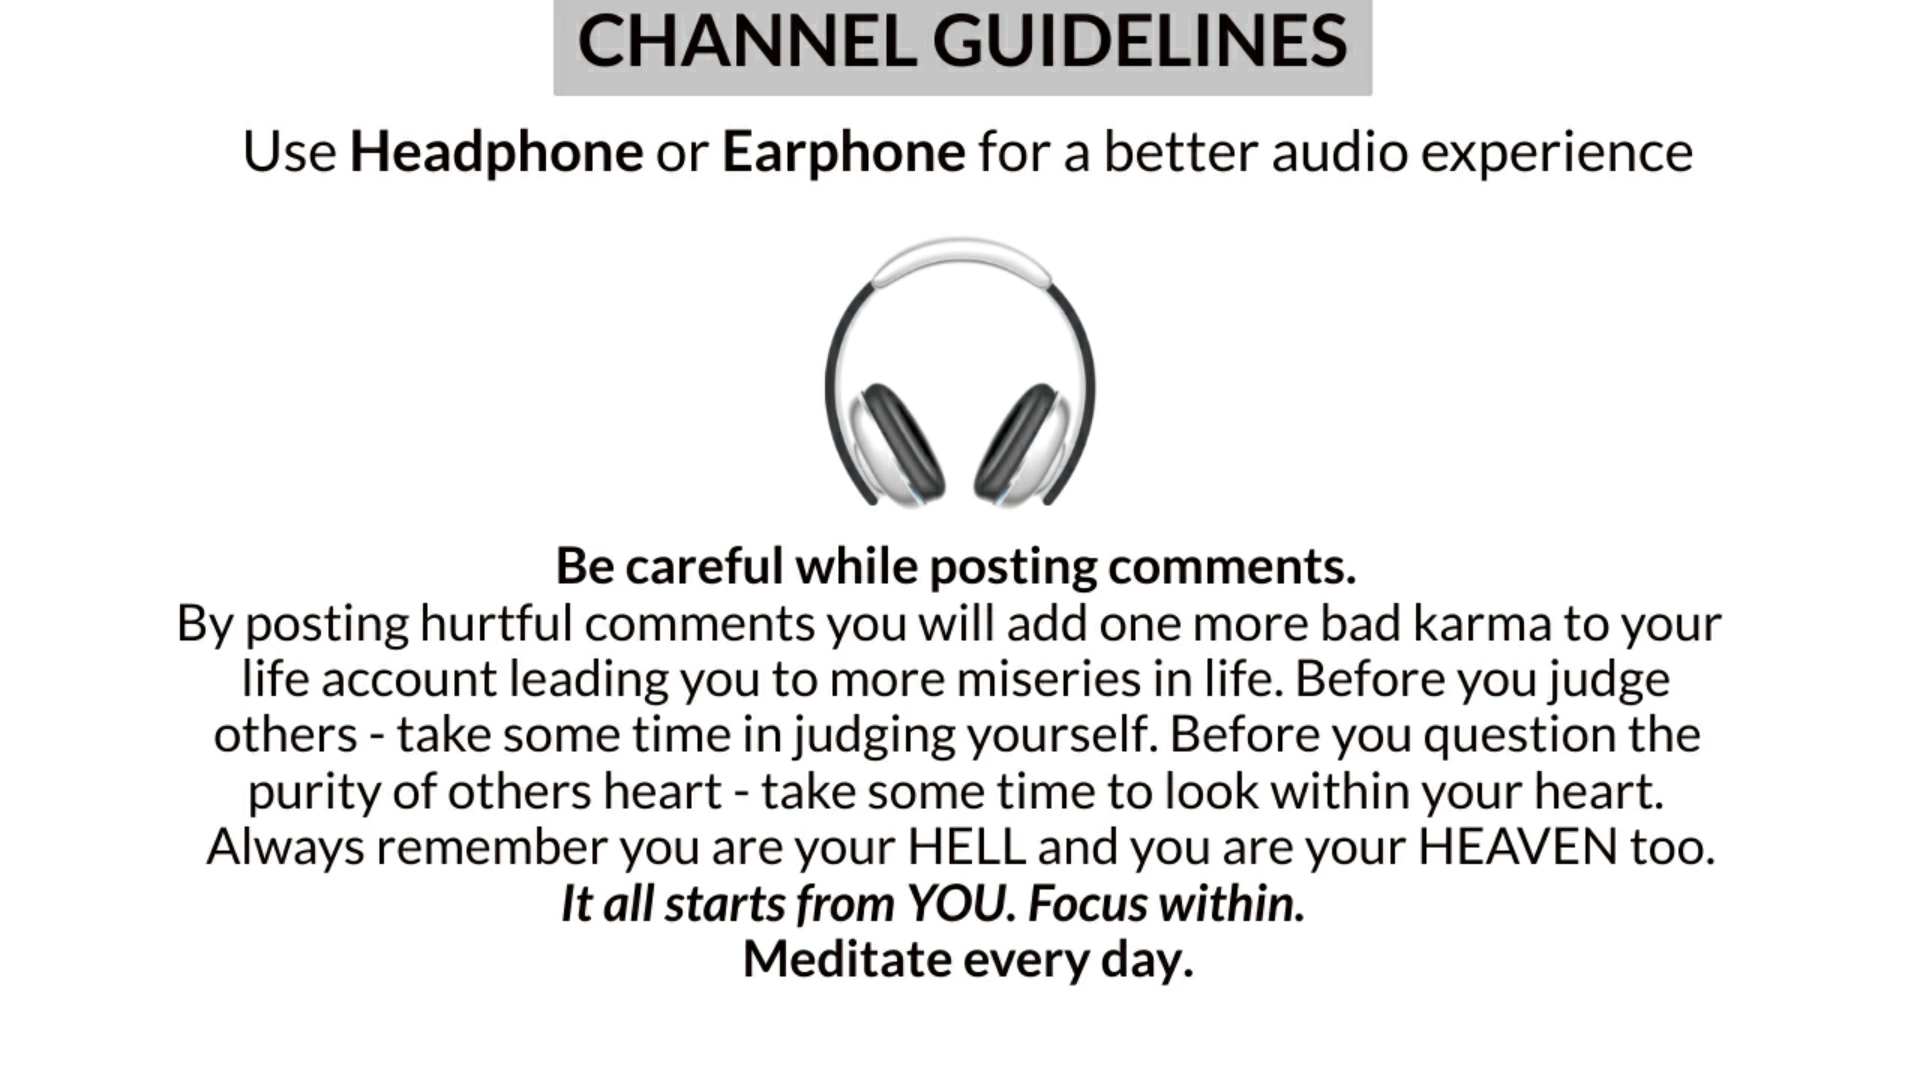 CHANNEL GUIDELINES
Use Headphone or Earphone for a better audio experience
Be careful while posting comments.
By posting hurtful comments you will add one more bad karma to your
life account leading you to more miseries in life. Before you judge
others - take some time in judging yourself. Before you question the
purity of others heart - take some time to look within your heart.
Always remember you are your HELL and you are your HEAVEN too.
It all starts from YOU. Focus within.
Meditate every day.